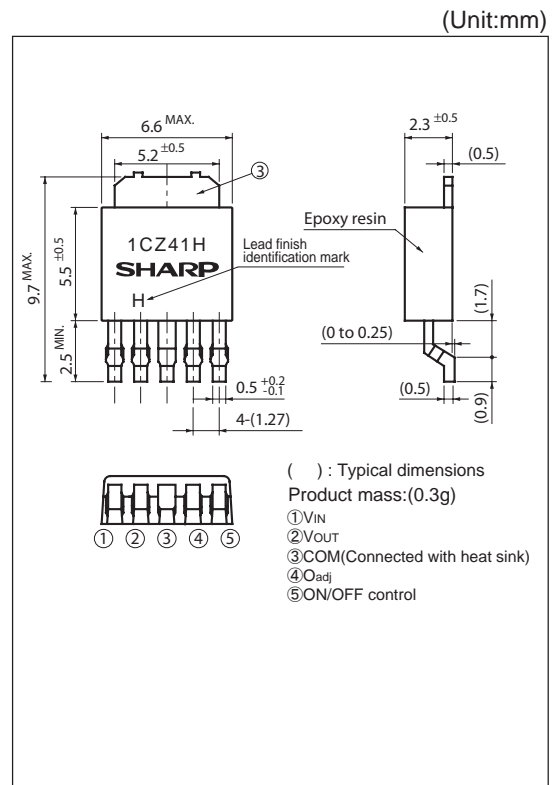 (Unit:mm)
6.6 MAX.
5.2 ±0.5
③
2.3 ±0.5
(0.5)
9.7 MAX.
5.5 ±0.5
2.5 MIN.
1CZ41H
SHARP
H
Lead finish
identification mark
Epoxy resin
(1.7)
(0 to 0.25)
(0.5)
(0.9)
0.5 +0.2 -0.1
4-(1.27)
① ② ③ ④ ⑤
( ) : Typical dimensions
Product mass:(0.3g)
①VIN
②VOUT
③COM(Connected with heat sink)
④Oadj
⑤ON/OFF control